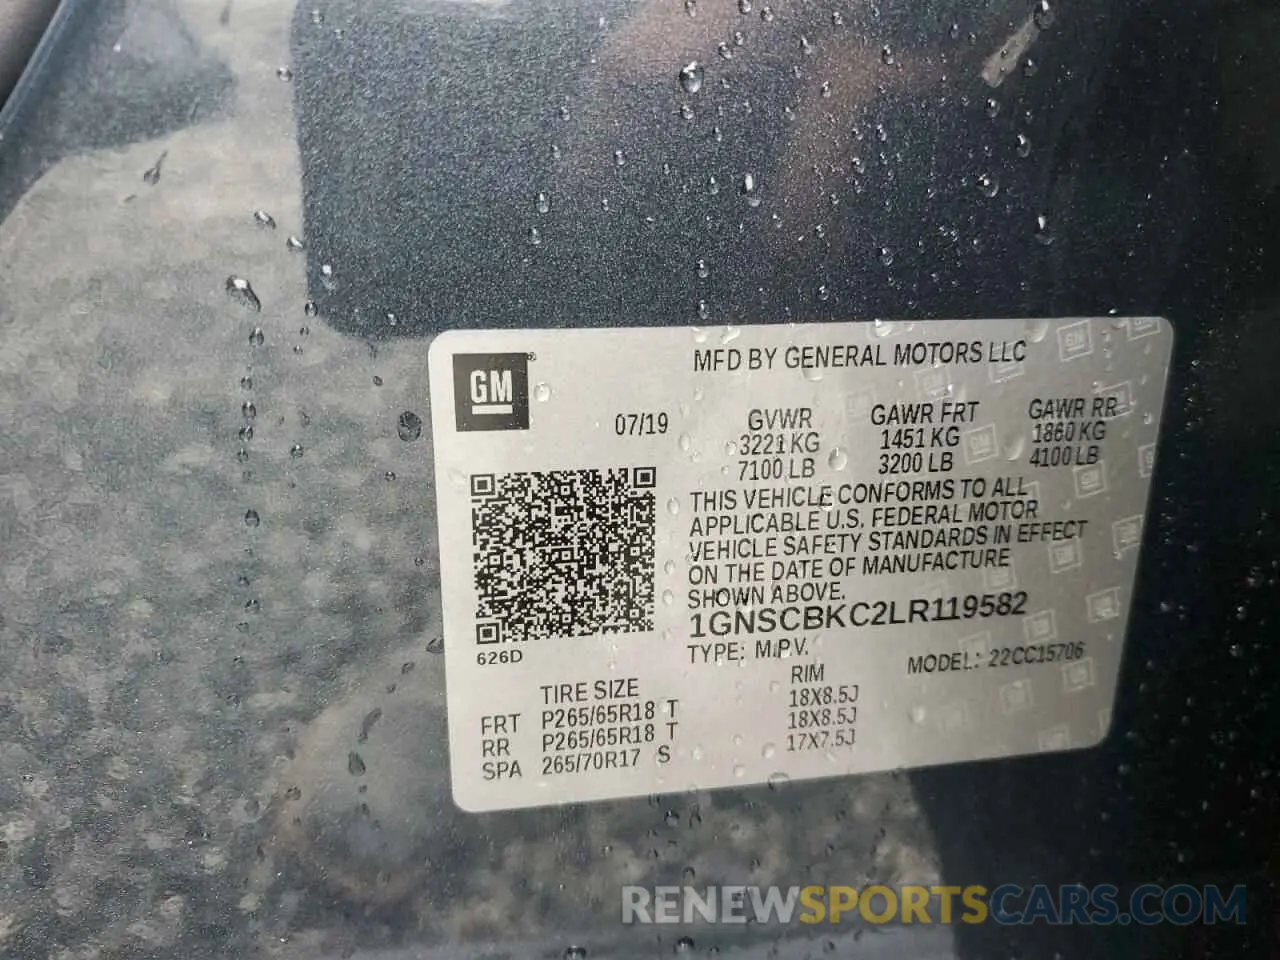 GM
MFD BY GENERAL MOTORS LLC
07/19
GVWR GAWR FRT GAWR RR
3221 KG 1451 KG 1860 KG
7100 LB 3200 LB 4100 LB
THIS VEHICLE CONFORMS TO ALL
APPLICABLE U.S. FEDERAL MOTOR
VEHICLE SAFETY STANDARDS IN EFFECT
ON THE DATE OF MANUFACTURE
SHOWN ABOVE.
1GNSCBKC2LR119582
626D
TYPE: M.P.V. MODEL: 22CC15706
TIRE SIZE RIM
FRT P265/65R18 T 18X8.5J
RR P265/65R18 T 18X8.5J
SPA 265/70R17 S 17X7.5J
RENEWSPORTSCARS.COM